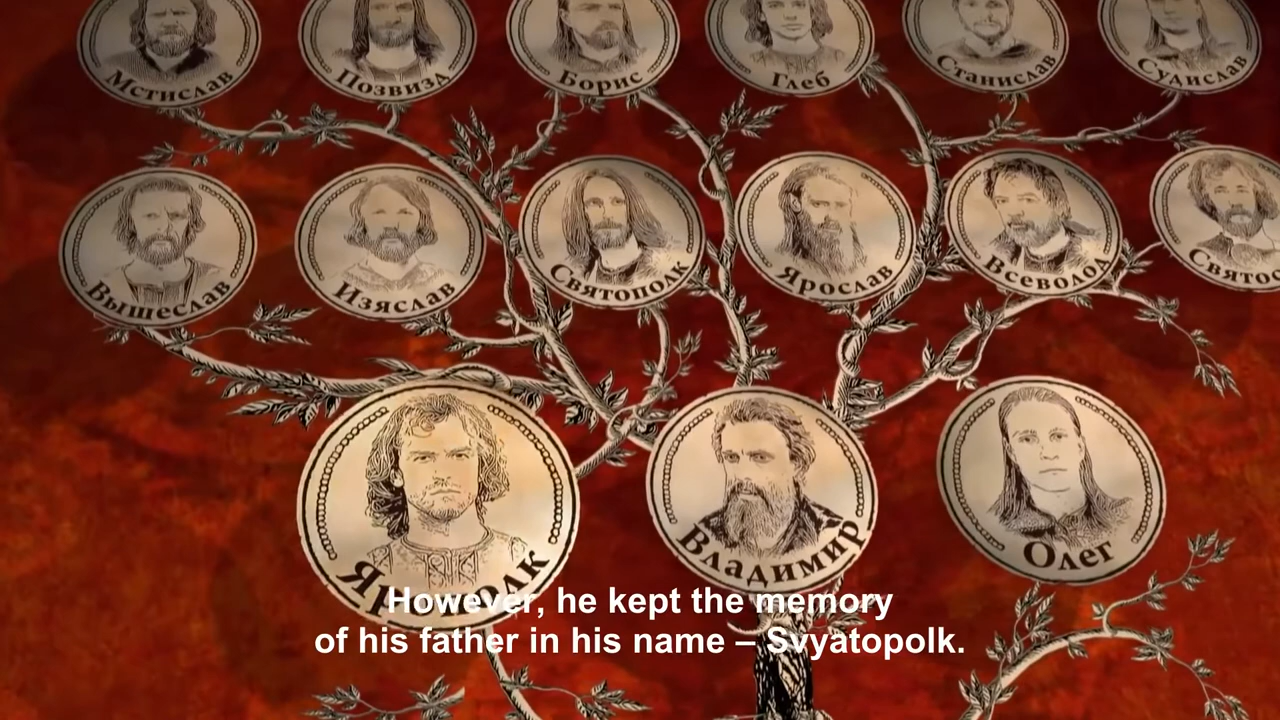 Мстислав
Позвизд
Борис
Глеб
Станислав
Судислав
Вышеслав
Изяслав
Святополк
Ярослав
Всеволод
Владимир
Олег
However, he kept the memory
of his father in his name – Svyatopolk.